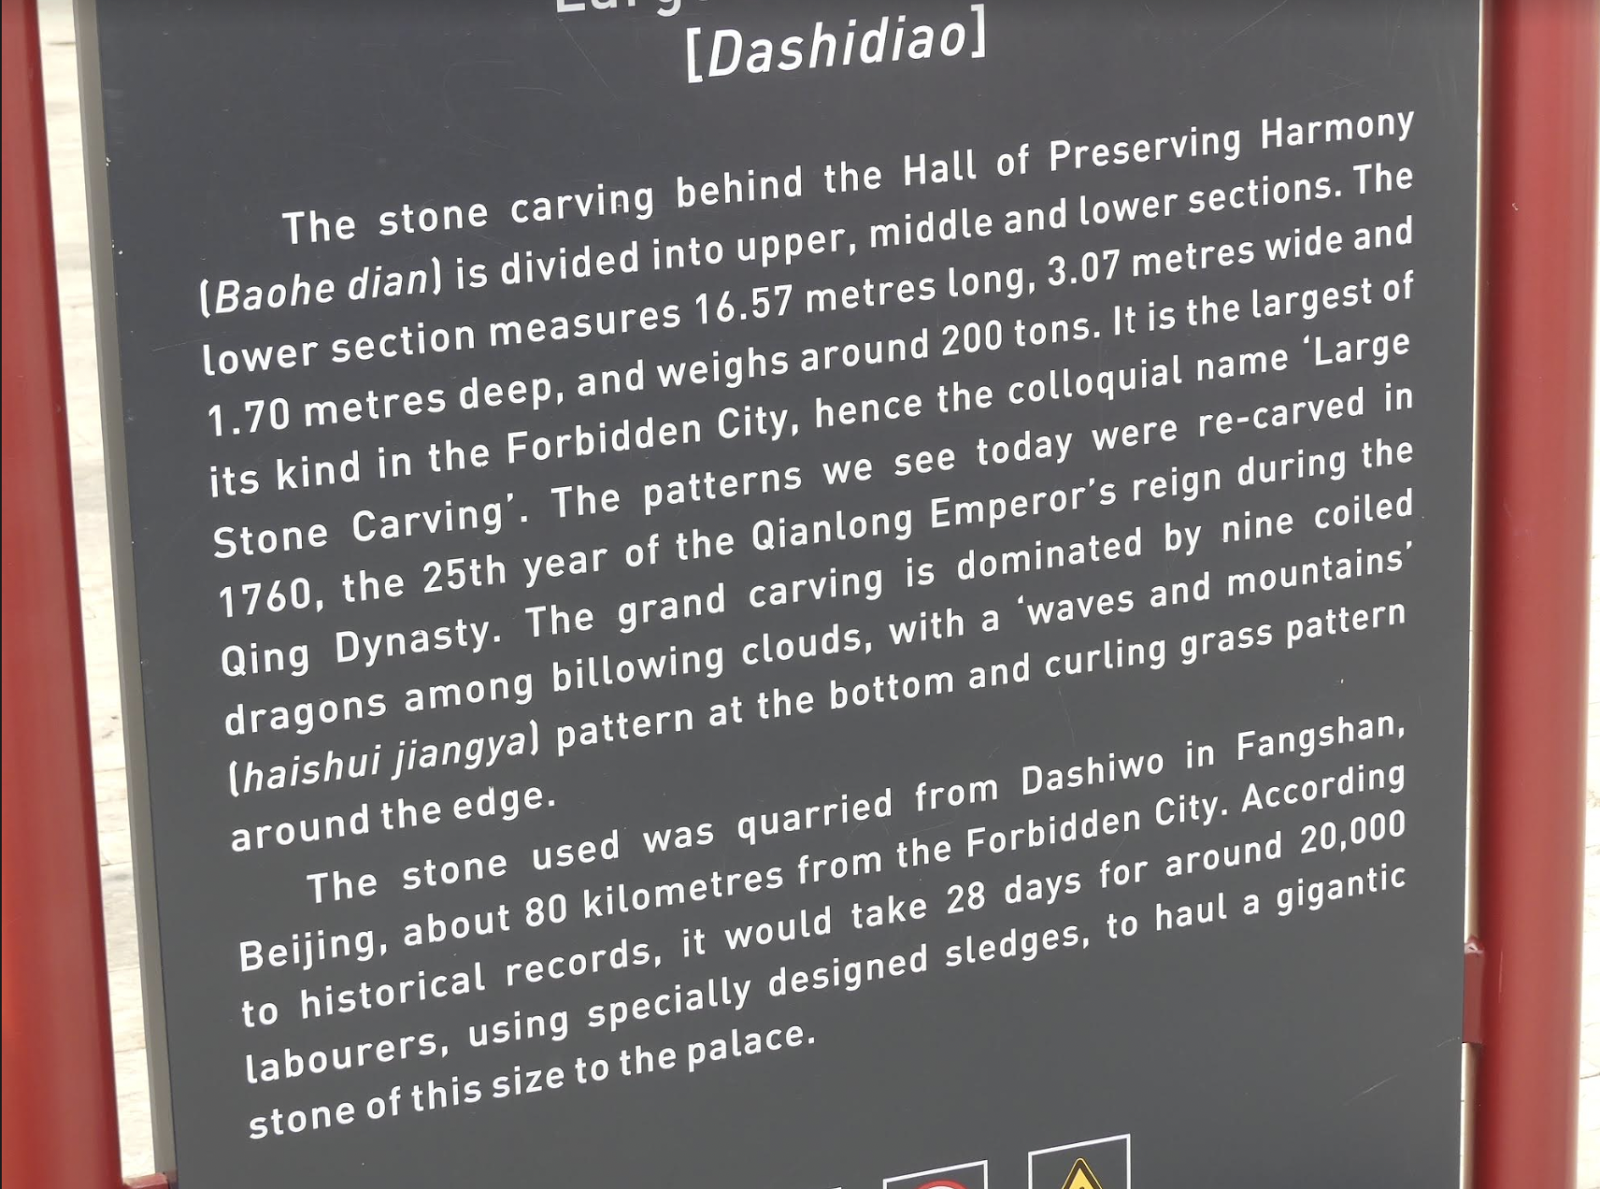 [Dashidiao]
The stone carving behind the Hall of Preserving Harmony
(Baohe dian) is divided into upper, middle and lower sections. The
lower section measures 16.57 metres long, 3.07 metres wide and
1.70 metres deep, and weighs around 200 tons. It is the largest of
its kind in the Forbidden City, hence the colloquial name ‘Large
Stone Carving’. The patterns we see today were re-carved in
1760, the 25th year of the Qianlong Emperor’s reign during the
Qing Dynasty. The grand carving is dominated by nine coiled
dragons among billowing clouds, with a ‘waves and mountains’
(haishui jiangya) pattern at the bottom and curling grass pattern
around the edge.
The stone used was quarried from Dashiwo in Fangshan,
Beijing, about 80 kilometres from the Forbidden City. According
to historical records, it would take 28 days for around 20,000
labourers, using specially designed sledges, to haul a gigantic
stone of this size to the palace.